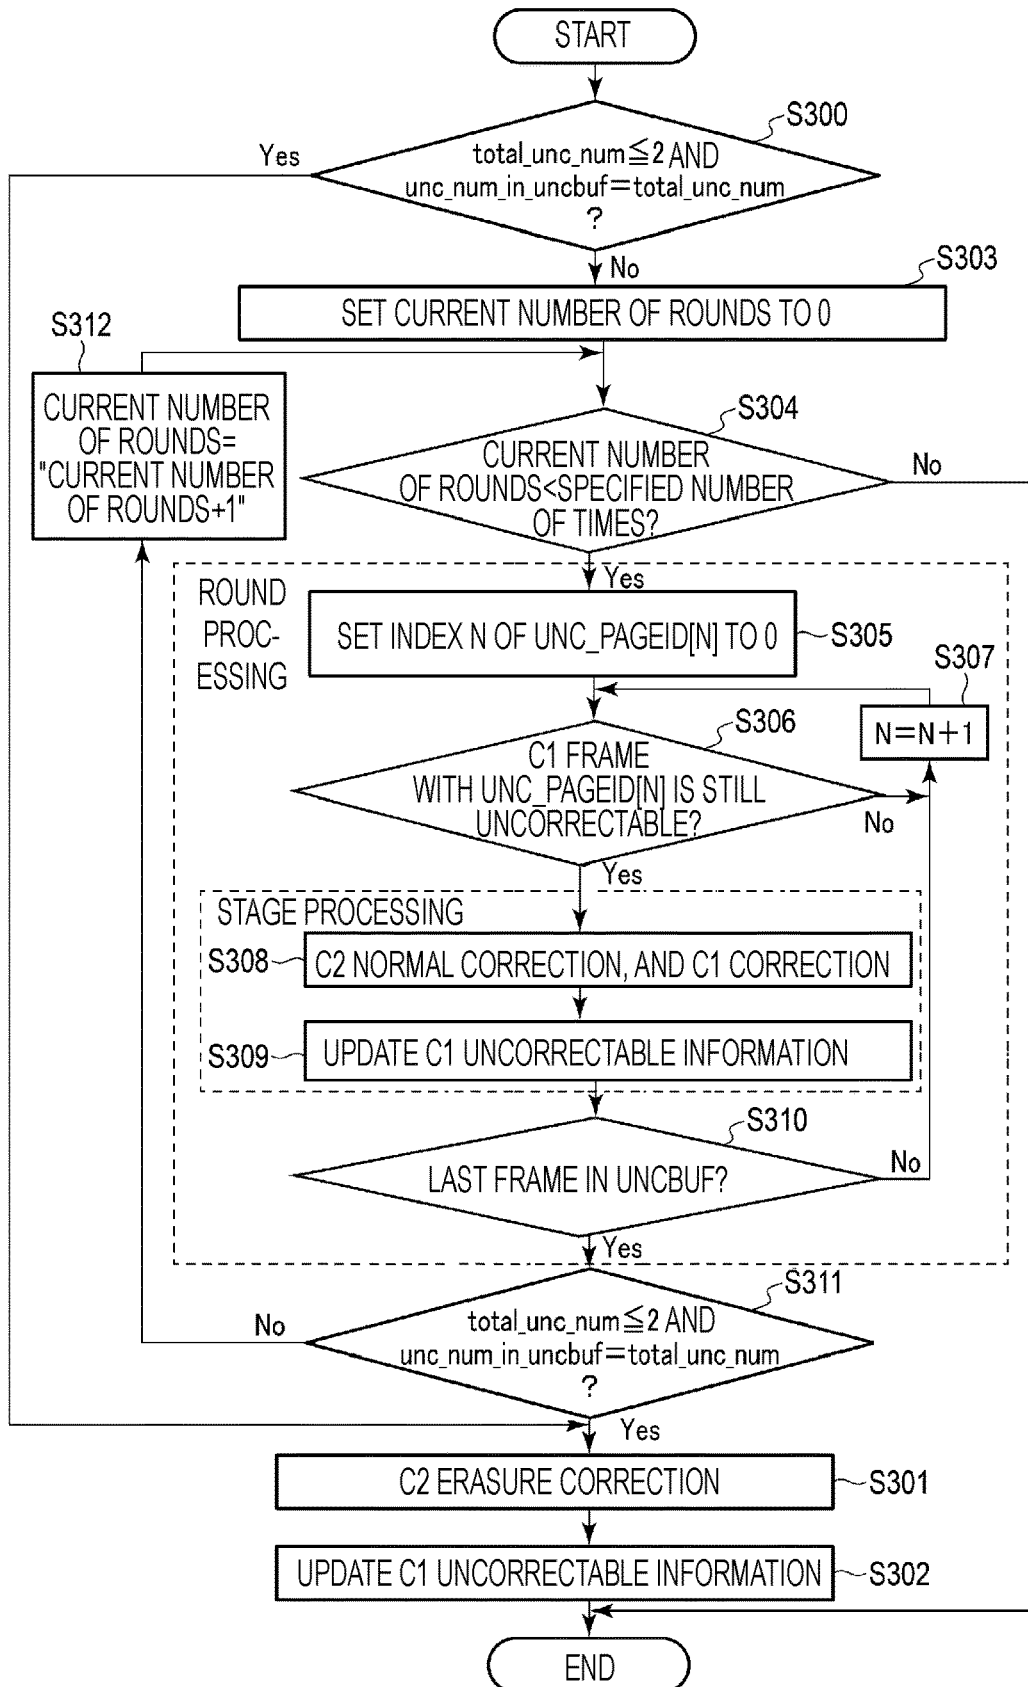 START
S300
Yes
total_unc_num≦2 AND
unc_num_in_uncbuf=total_unc_num
?
No
S303
SET CURRENT NUMBER OF ROUNDS TO 0
S312
CURRENT NUMBER
OF ROUNDS=
"CURRENT NUMBER
OF ROUNDS+1"
S304
CURRENT NUMBER
OF ROUNDS<SPECIFIED NUMBER
OF TIMES?
No
Yes
ROUND
PROC-
ESSING
SET INDEX N OF UNC_PAGEID[N] TO 0
S305
S307
N=N+1
S306
C1 FRAME
WITH UNC_PAGEID[N] IS STILL
UNCORRECTABLE?
No
Yes
STAGE PROCESSING
S308
C2 NORMAL CORRECTION, AND C1 CORRECTION
S309
UPDATE C1 UNCORRECTABLE INFORMATION
S310
LAST FRAME IN UNCBUF?
No
Yes
S311
No
total_unc_num≦2 AND
unc_num_in_uncbuf=total_unc_num
?
Yes
C2 ERASURE CORRECTION
S301
UPDATE C1 UNCORRECTABLE INFORMATION
S302
END